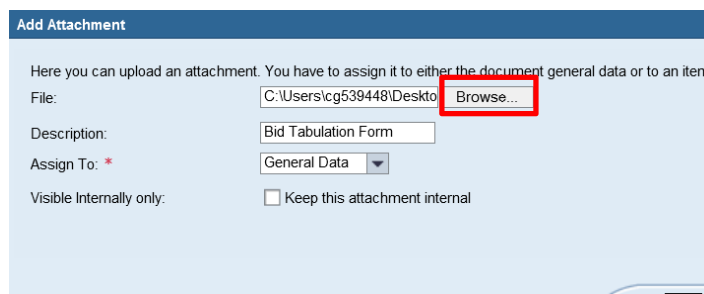 Add Attachment
Here you can upload an attachment. You have to assign it to either the document general data or to an
File: C:\Users\cg539448\Deskto Browse...
Description: Bid Tabulation Form
Assign To: * General Data
Visible Internally only: Keep this attachment internal